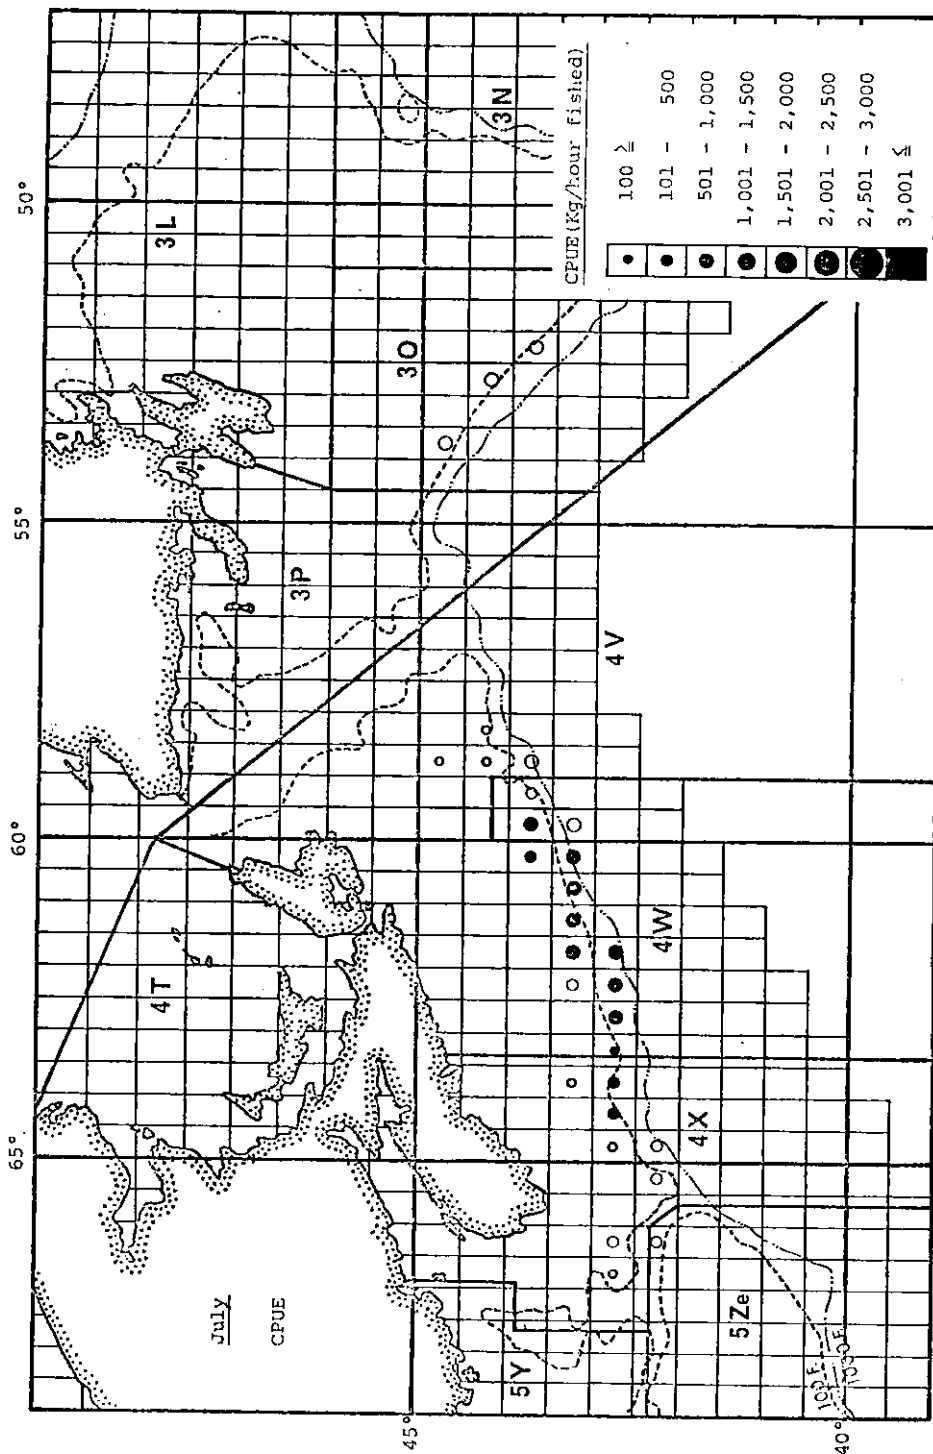 July
CPUE
65°
60°
55°
50°
45°
40°
4T
3P
3L
3O
3N
4V
4W
4X
5Y
5Ze
100F.
1000F.
CPUE(Kg/hour fished)
100 ≧
101 - 500
501 - 1,000
1,001 - 1,500
1,501 - 2,000
2,001 - 2,500
2,501 - 3,000
3,001 ≦